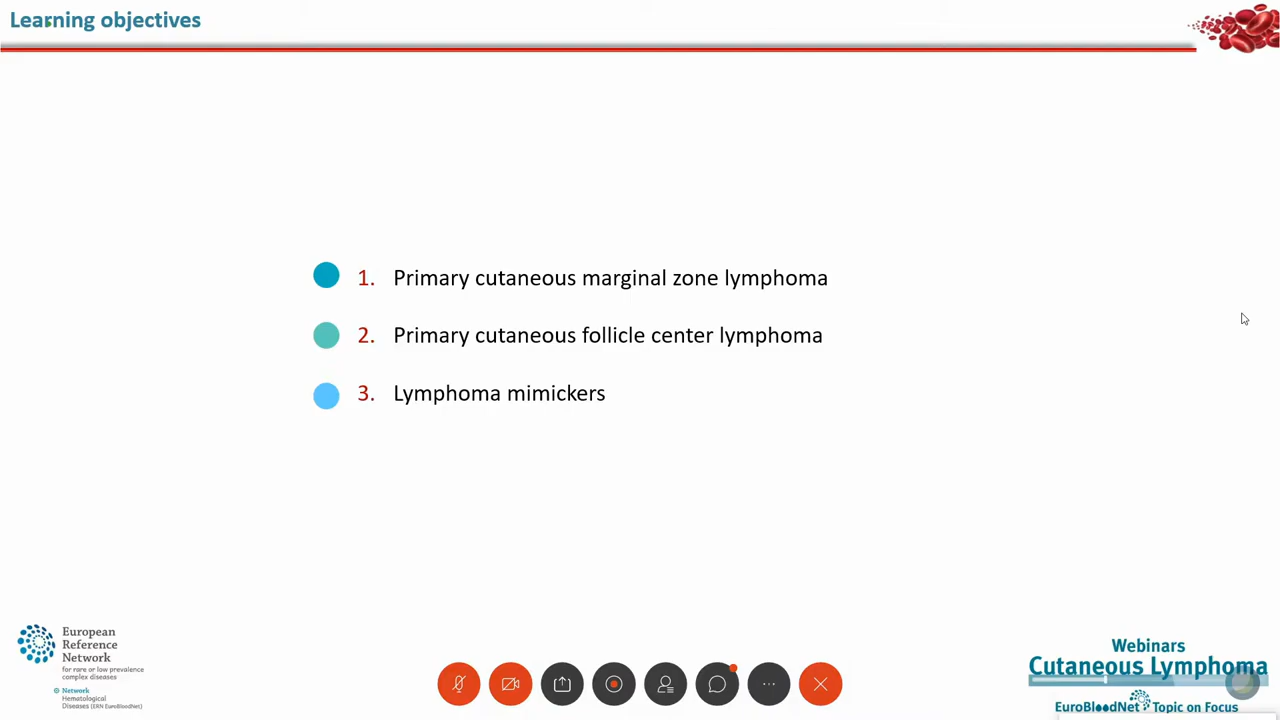 Learning objectives
1. Primary cutaneous marginal zone lymphoma
2. Primary cutaneous follicle center lymphoma
3. Lymphoma mimickers
European
Reference
Network
for rare or low prevalence
complex diseases
Network
Hematological
Diseases (ERN EuroBloodNet)
Webinars
Cutaneous Lymphoma
EuroBloodNet Topic on Focus